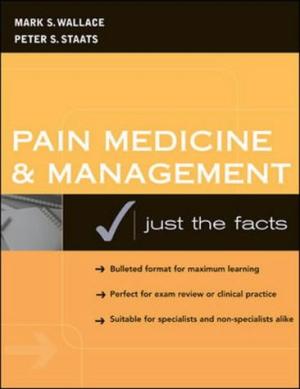 MARK S. WALLACE
PETER S. STAATS
PAIN MEDICINE
& MANAGEMENT
just the facts
Bulleted format for maximum learning
Perfect for exam review or clinical practice
Suitable for specialists and non-specialists alike